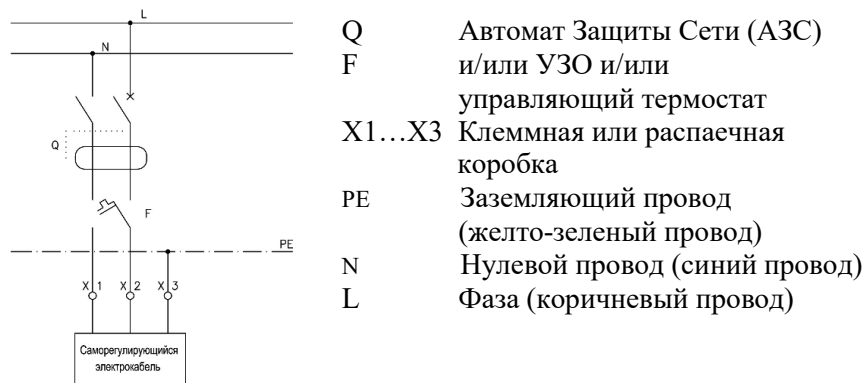 L
N
Q
F
PE
X 1 X 2 X 3
Саморегулирующийся
электрокабель
Q Автомат Защиты Сети (АЗС)
F и/или УЗО и/или
управляющий термостат
X1…X3 Клеммная или распаечная
коробка
PE Заземляющий провод
(желто-зеленый провод)
N Нулевой провод (синий провод)
L Фаза (коричневый провод)